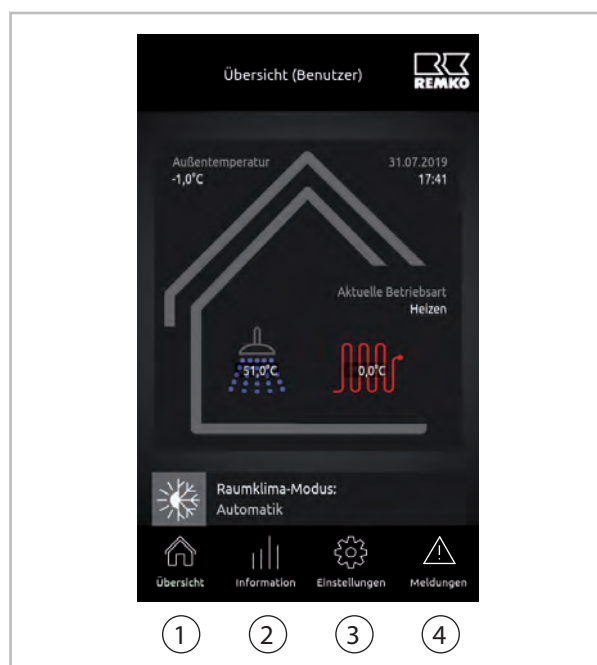 Übersicht (Benutzer)
REMKO
Außentemperatur
-1,0°C
31.07.2019
17:41
Aktuelle Betriebsart
Heizen
51,0°C
0,0°C
Raumklima-Modus:
Automatik
Übersicht Information Einstellungen Meldungen
1 2 3 4